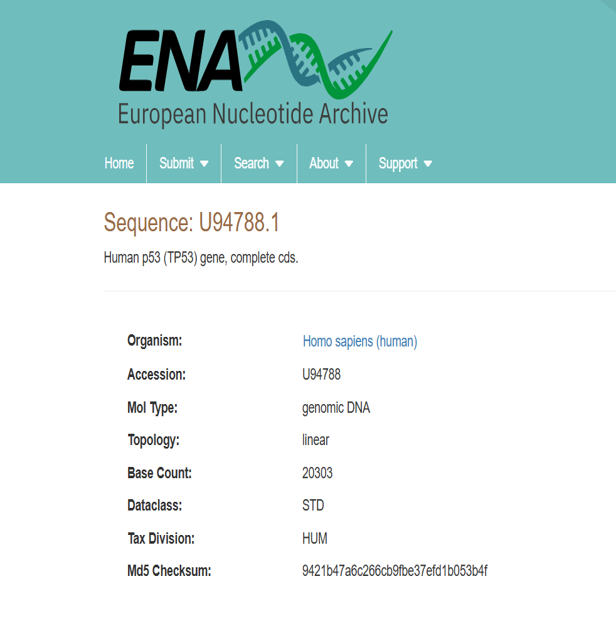 ENA
European Nucleotide Archive
Home Submit Search About Support
Sequence: U94788.1
Human p53 (TP53) gene, complete cds.
Organism: Homo sapiens (human)
Accession: U94788
Mol Type: genomic DNA
Topology: linear
Base Count: 20303
Dataclass: STD
Tax Division: HUM
Md5 Checksum: 9421b47a6c266cb9fbe37efd1b053b4f